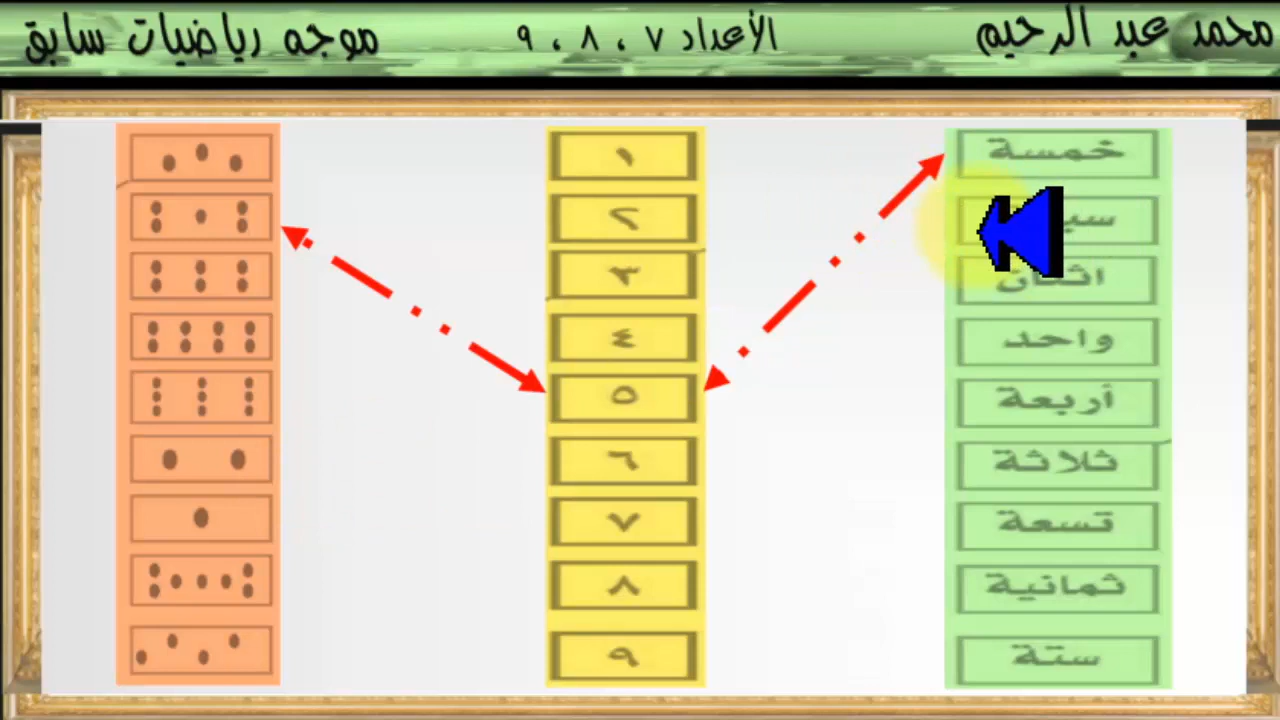 محمد عبد الرحيم
الأعداد ٧ ، ٨ ، ٩
موجه رياضيات سابق
خمسة
اثنان
واحد
أربعة
ثلاثة
تسعة
ثمانية
ستة
١
٢
٣
٤
٥
٦
٧
٨
٩